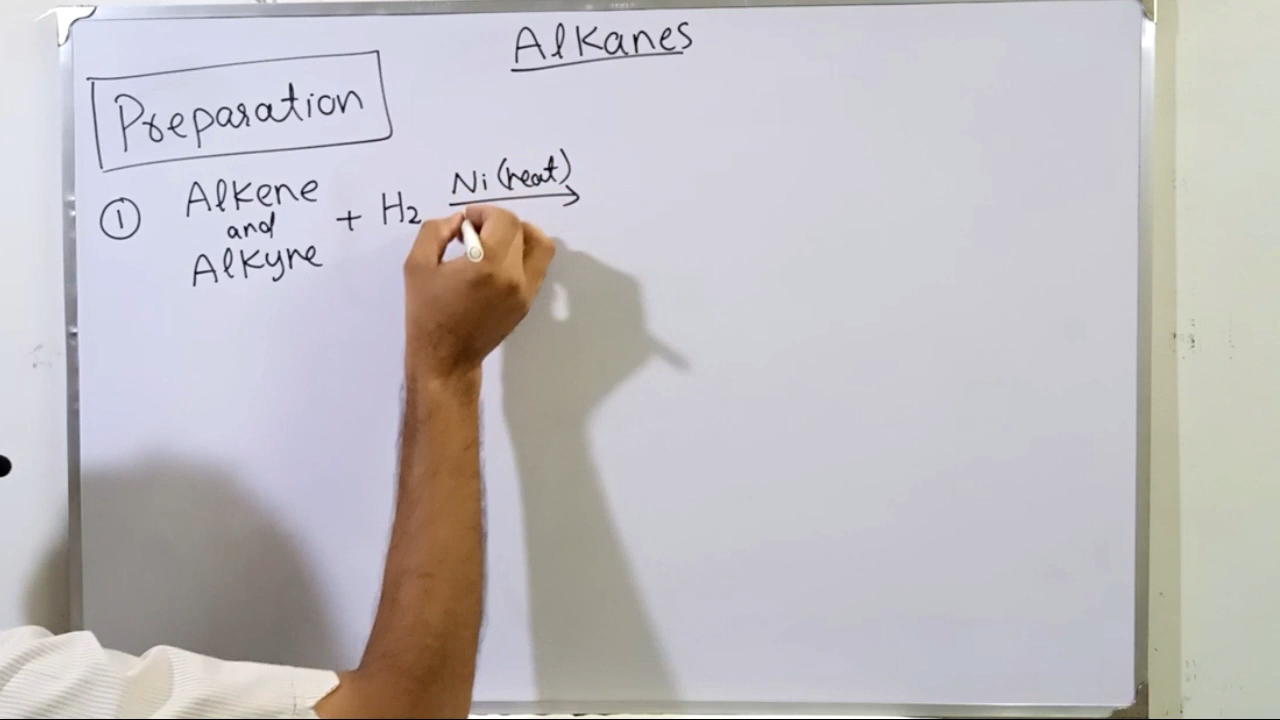 Alkanes
Preparation
① Alkene and Alkyne + H₂ Ni (heat) →